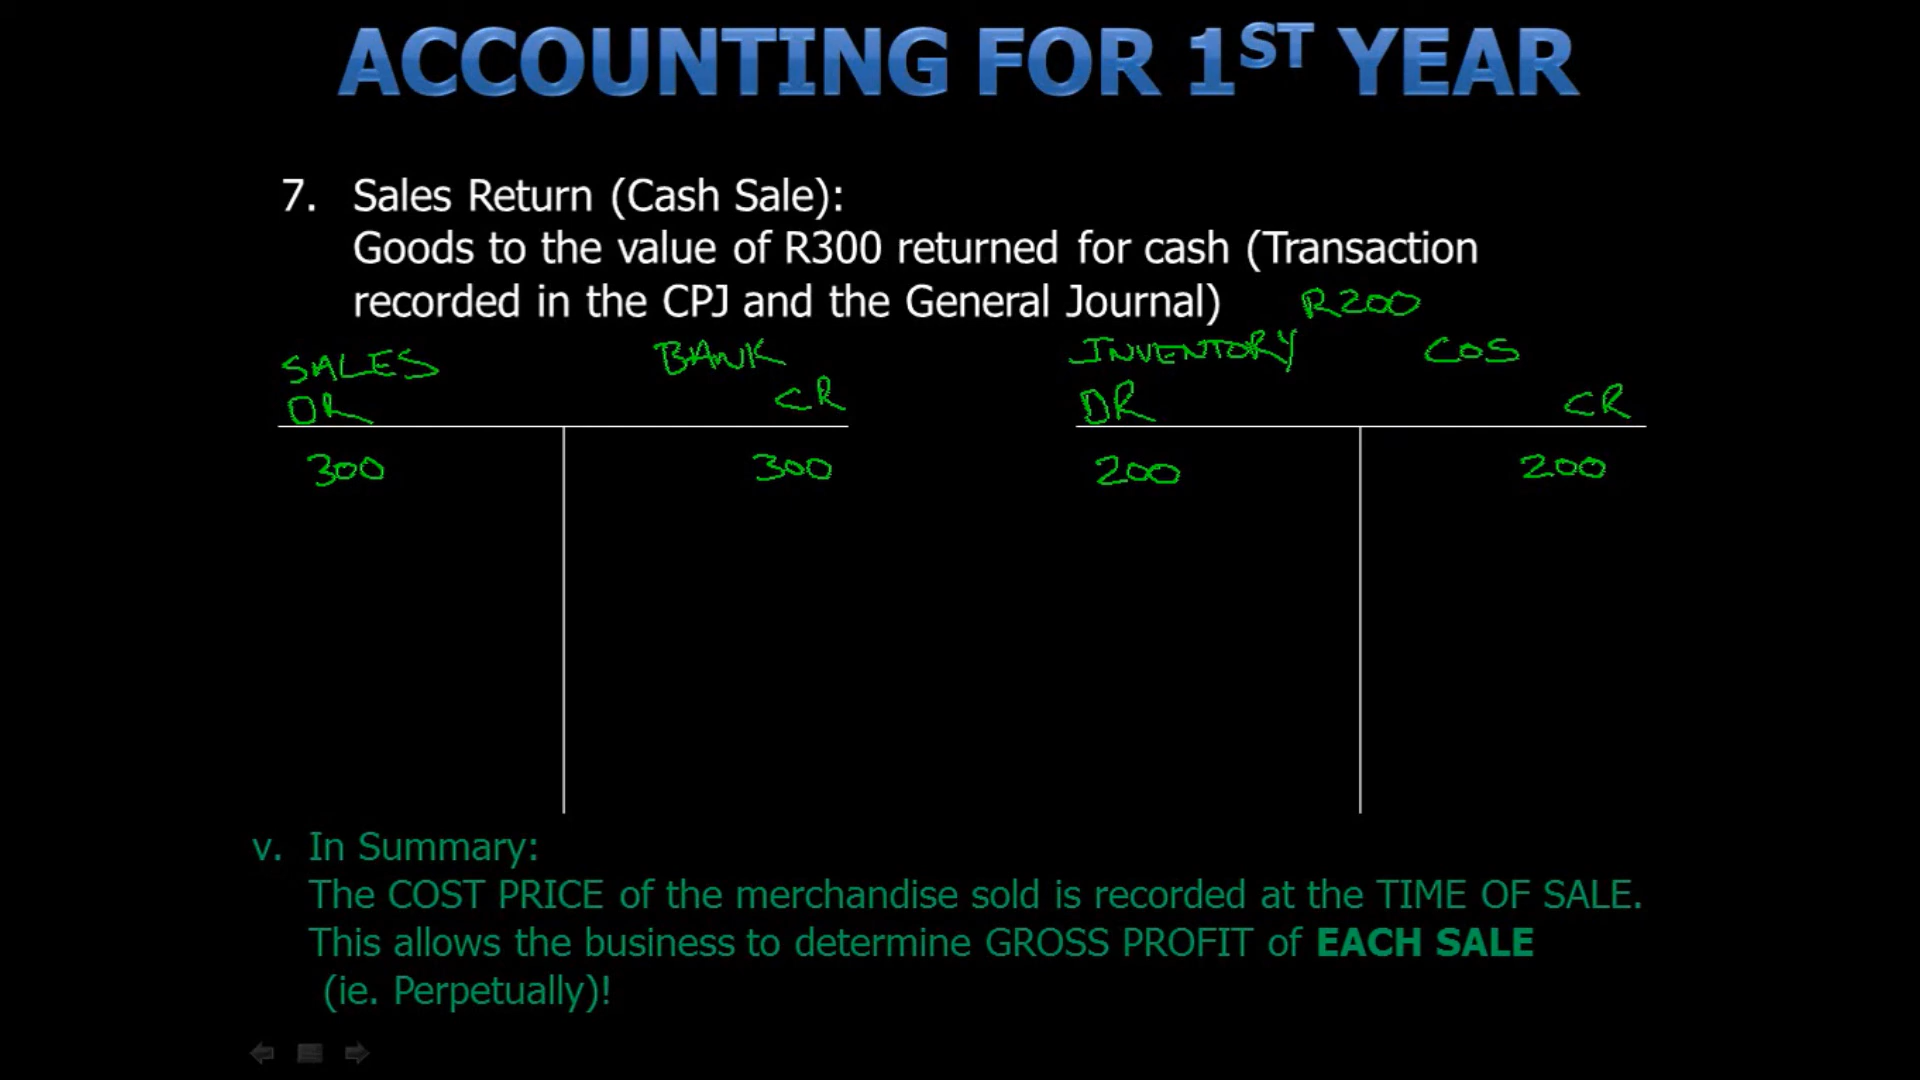 ACCOUNTING FOR 1ST YEAR
7. Sales Return (Cash Sale):
Goods to the value of R300 returned for cash (Transaction
recorded in the CPJ and the General Journal) R200
SALES BANK INVENTORY COS
DR CR DR CR
300 300 200 200
v. In Summary:
The COST PRICE of the merchandise sold is recorded at the TIME OF SALE.
This allows the business to determine GROSS PROFIT of EACH SALE
(ie. Perpetually)!